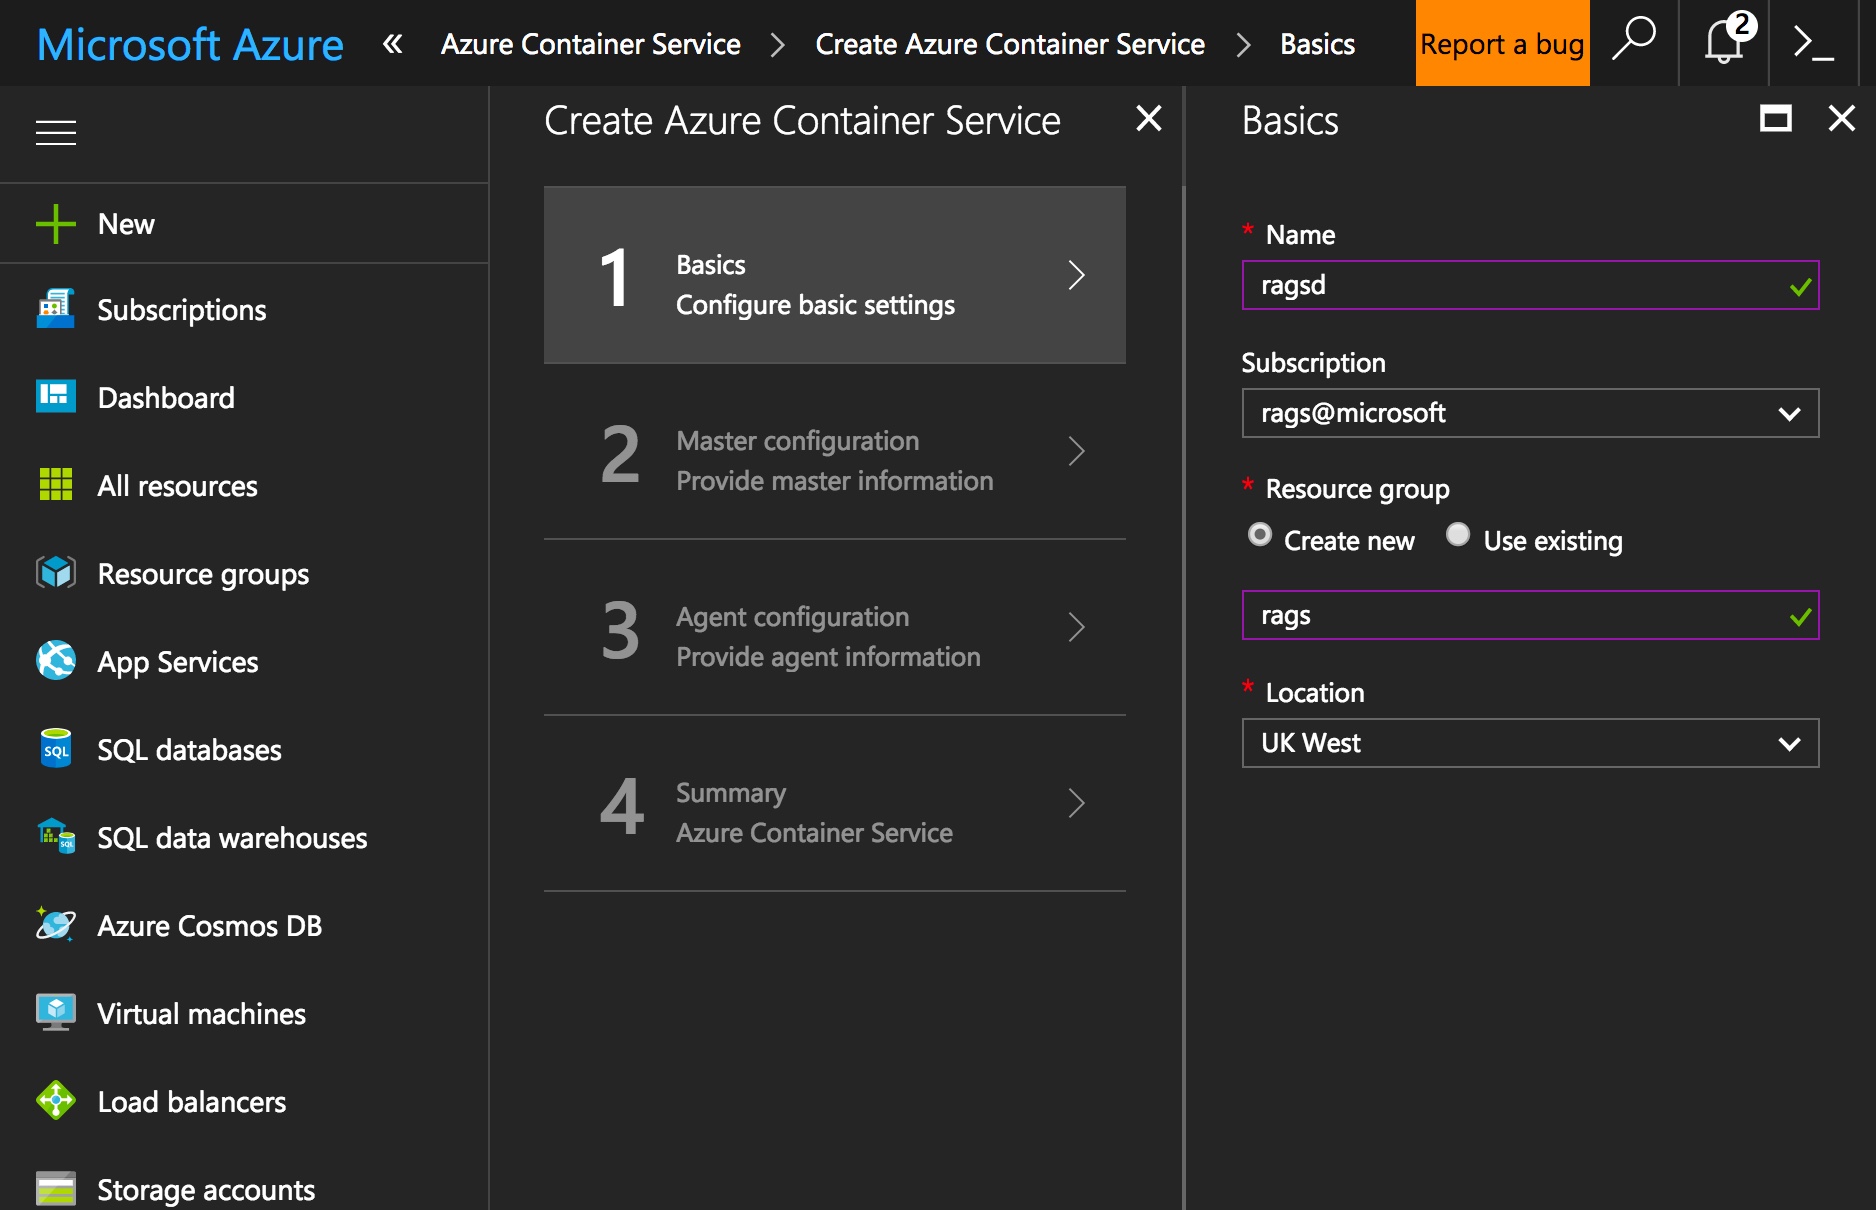 Microsoft Azure « Azure Container Service > Create Azure Container Service > Basics Report a bug 2 >_
New
Subscriptions
Dashboard
All resources
Resource groups
App Services
SQL
SQL databases
SQL
SQL data warehouses
Azure Cosmos DB
Virtual machines
Load balancers
Storage accounts
Create Azure Container Service
1
Basics
Configure basic settings
2
Master configuration
Provide master information
3
Agent configuration
Provide agent information
4
Summary
Azure Container Service
Basics
* Name
ragsd
Subscription
rags@microsoft
* Resource group
Create new Use existing
rags
* Location
UK West